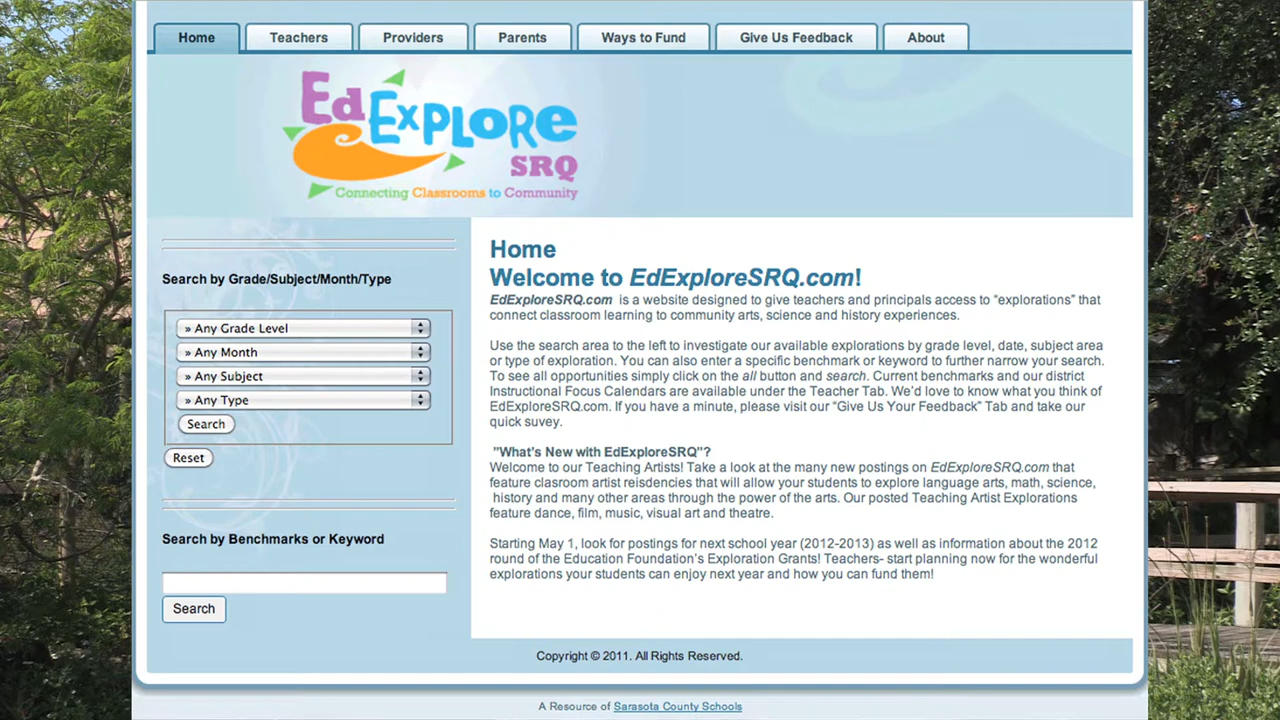 Home Teachers Providers Parents Ways to Fund Give Us Feedback About
Ed Explore
SRQ
Connecting Classrooms to Community
Search by Grade/Subject/Month/Type
» Any Grade Level
» Any Month
» Any Subject
» Any Type
Search
Reset
Search by Benchmarks or Keyword
Search
Home
Welcome to EdExploreSRQ.com!
EdExploreSRQ.com is a website designed to give teachers and principals access to “explorations” that
connect classroom learning to community arts, science and history experiences.
Use the search area to the left to investigate our available explorations by grade level, date, subject area
or type of exploration. You can also enter a specific benchmark or keyword to further narrow your search.
To see all opportunities simply click on the all button and search. Current benchmarks and our district
Instructional Focus Calendars are available under the Teacher Tab. We’d love to know what you think of
EdExploreSRQ.com. If you have a minute, please visit our “Give Us Your Feedback” Tab and take our
quick suvey.
"What's New with EdExploreSRQ"?
Welcome to our Teaching Artists! Take a look at the many new postings on EdExploreSRQ.com that
feature classoom artist reisdencies that will allow your students to explore language arts, math, science,
history and many other areas through the power of the arts. Our posted Teaching Artist Explorations
feature dance, film, music, visual art and theatre.
Starting May 1, look for postings for next school year (2012-2013) as well as information about the 2012
round of the Education Foundation's Exploration Grants! Teachers- start planning now for the wonderful
explorations your students can enjoy next year and how you can fund them!
Copyright © 2011. All Rights Reserved.
A Resource of Sarasota County Schools